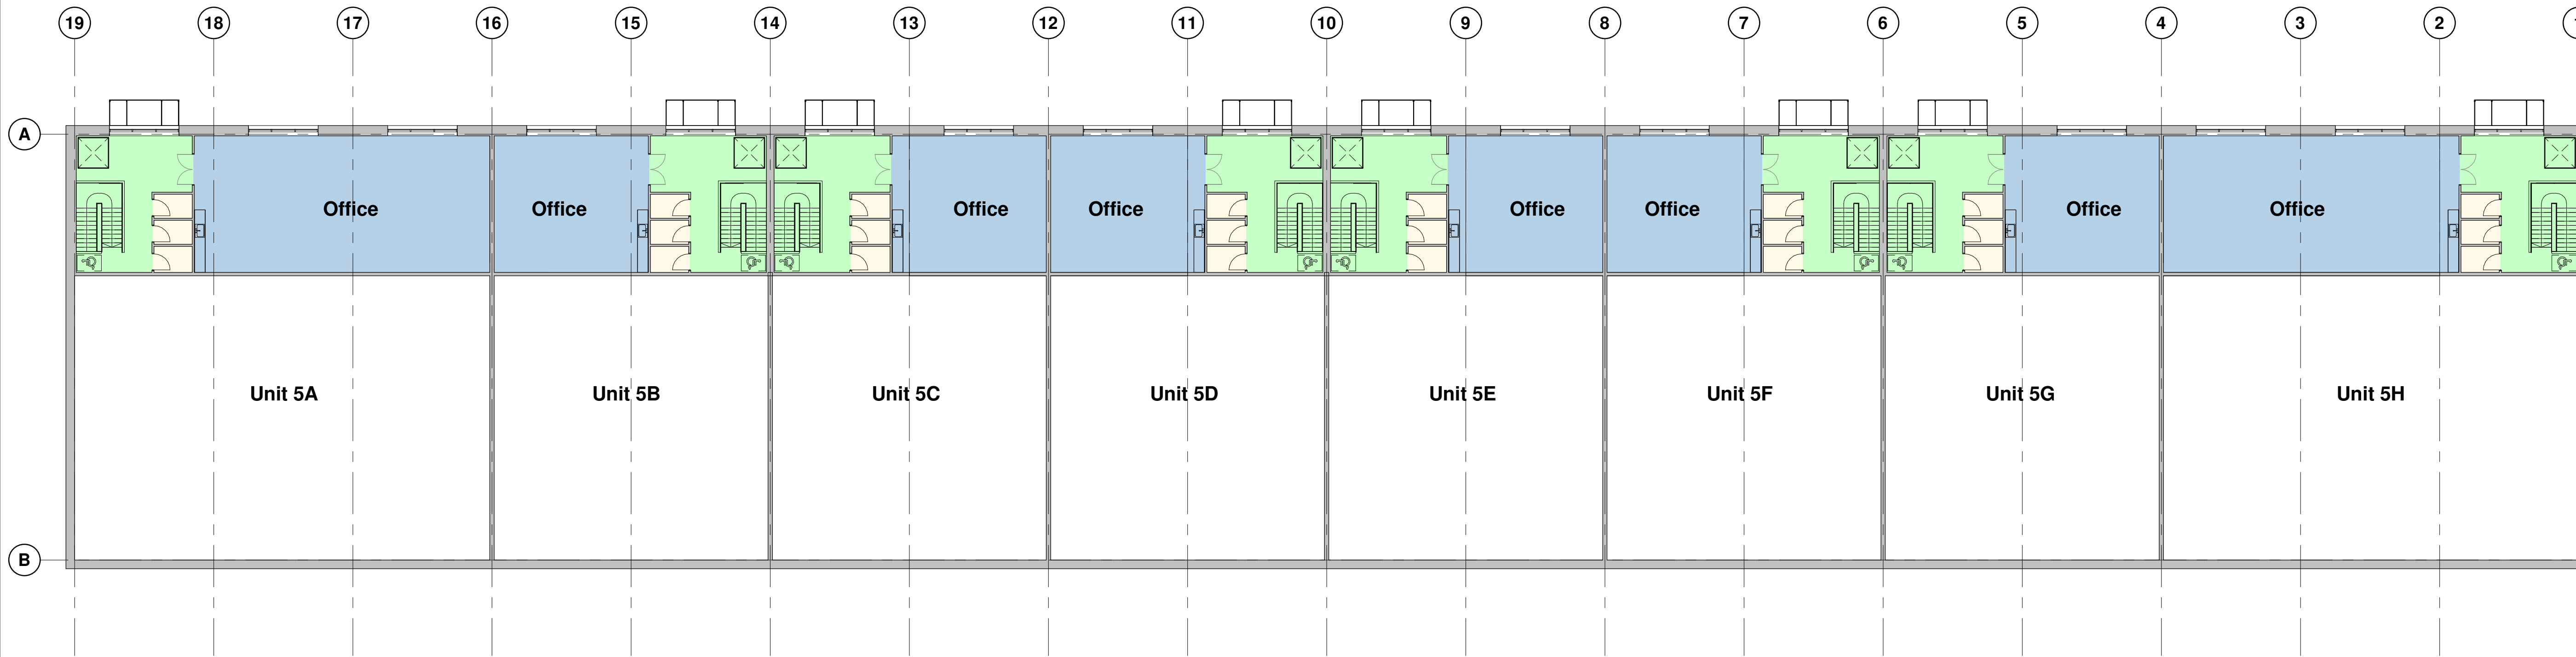 19 18 17 16 15 14 13 12 11 10 9 8 7 6 5 4 3 2
A
Office Office Office Office Office Office Office Office
Unit 5A Unit 5B Unit 5C Unit 5D Unit 5E Unit 5F Unit 5G Unit 5H
B